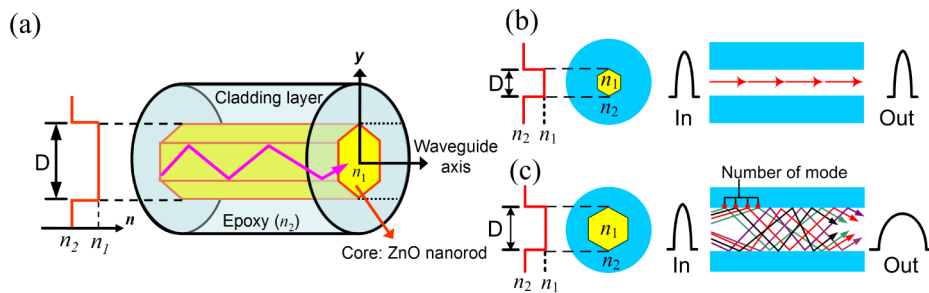 (a)
y
Cladding layer
D
n1
Waveguide
axis
n
n2
n1
Epoxy (n2)
Core: ZnO nanorod
(b)
D
n1
n2
n2
n1
In
Out
(c)
Number of mode
D
n1
n2
n2
n1
In
Out